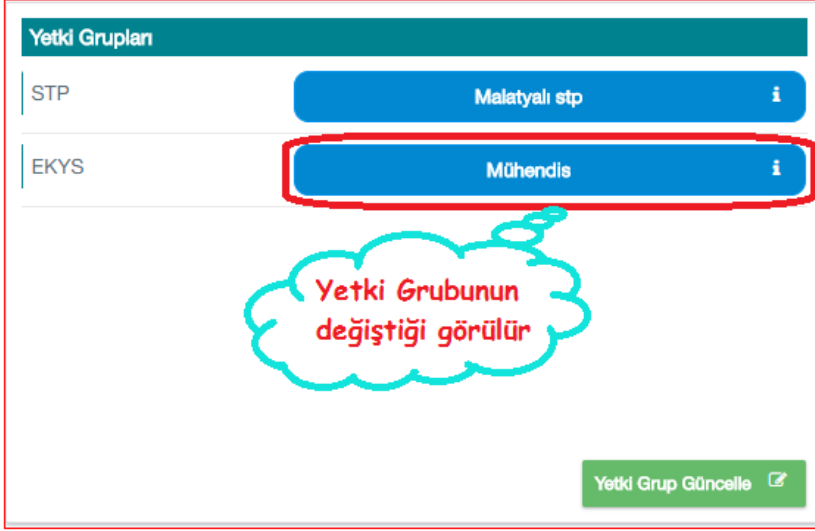 Yetki Grupları
STP
Malatyalı stp
EKYS
Mühendis
Yetki Grubunun
değiştiği görülür
Yetki Grup Güncelle